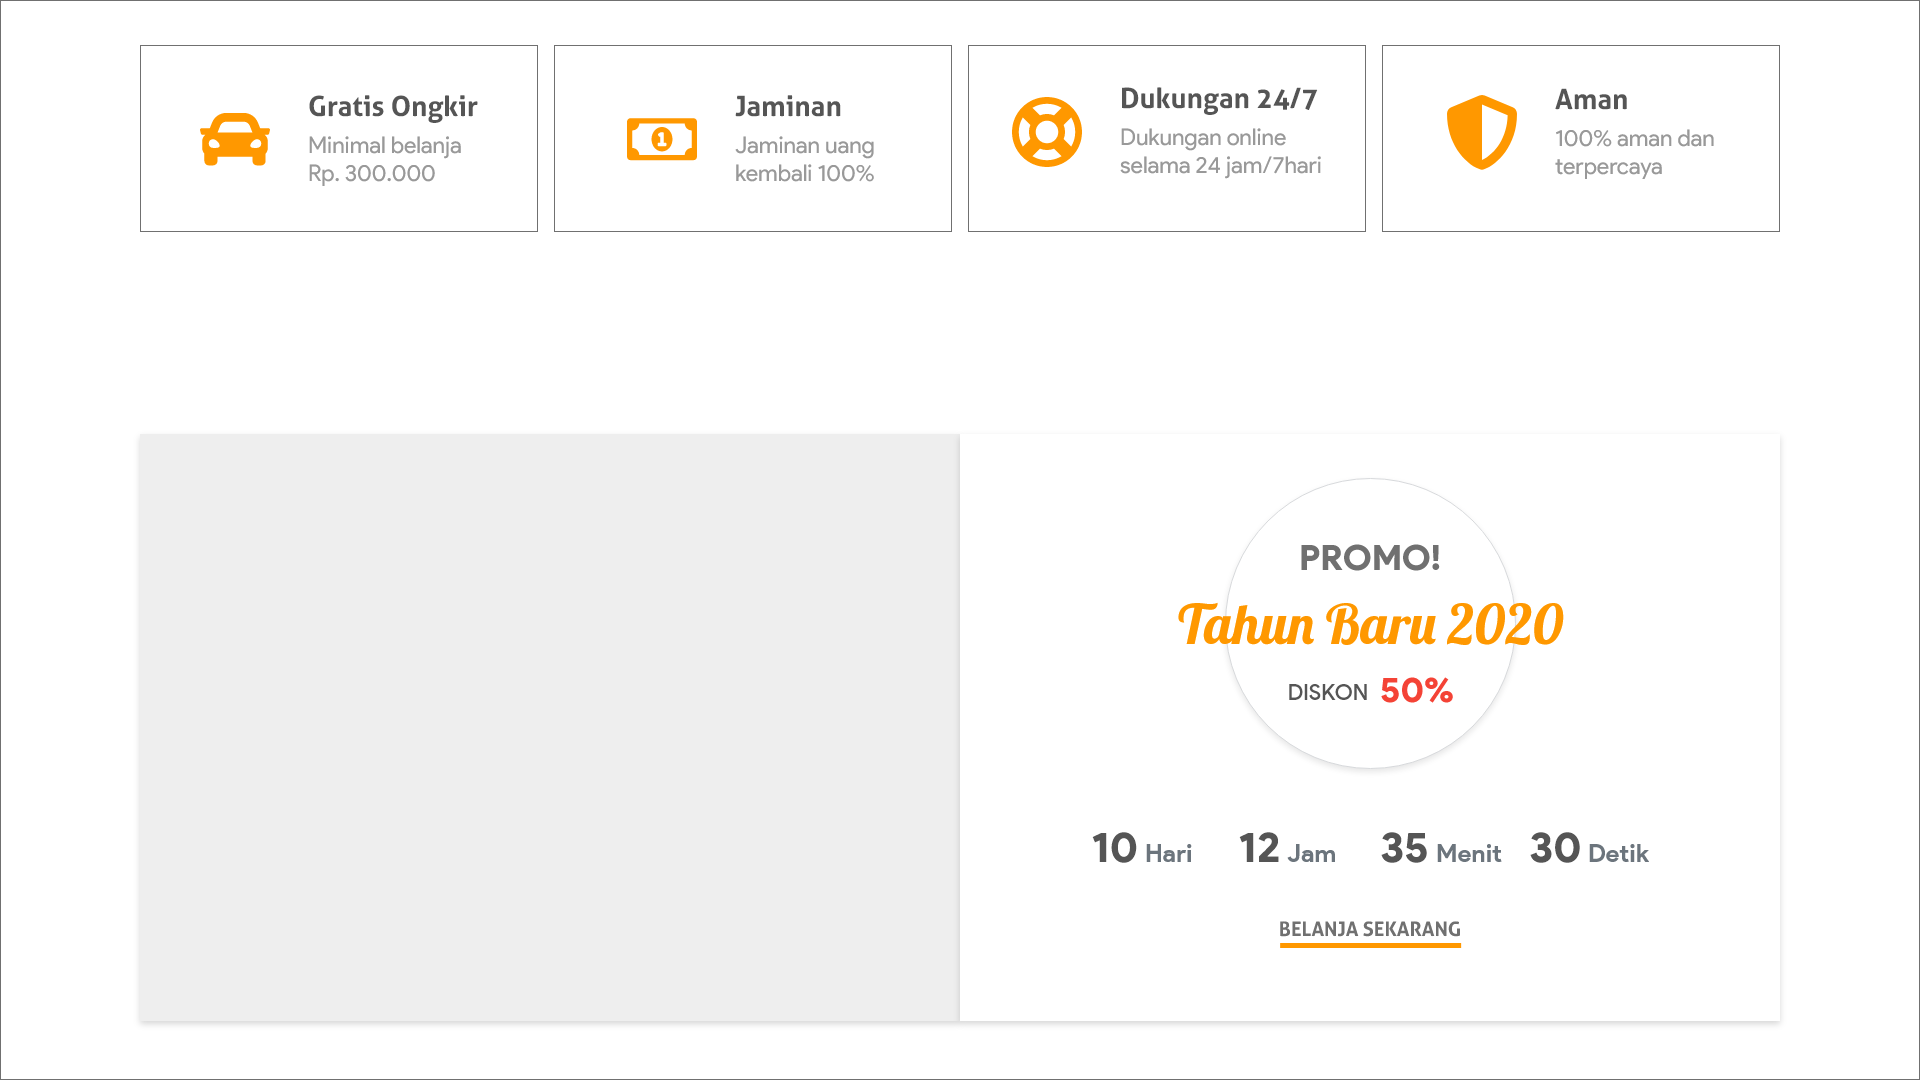 Gratis Ongkir
Minimal belanja
Rp. 300.000
1
Jaminan
Jaminan uang
kembali 100%
Dukungan 24/7
Dukungan online
selama 24 jam/7hari
Aman
100% aman dan
terpercaya
PROMO!
Tahun Baru 2020
DISKON 50%
10 Hari 12 Jam 35 Menit 30 Detik
BELANJA SEKARANG